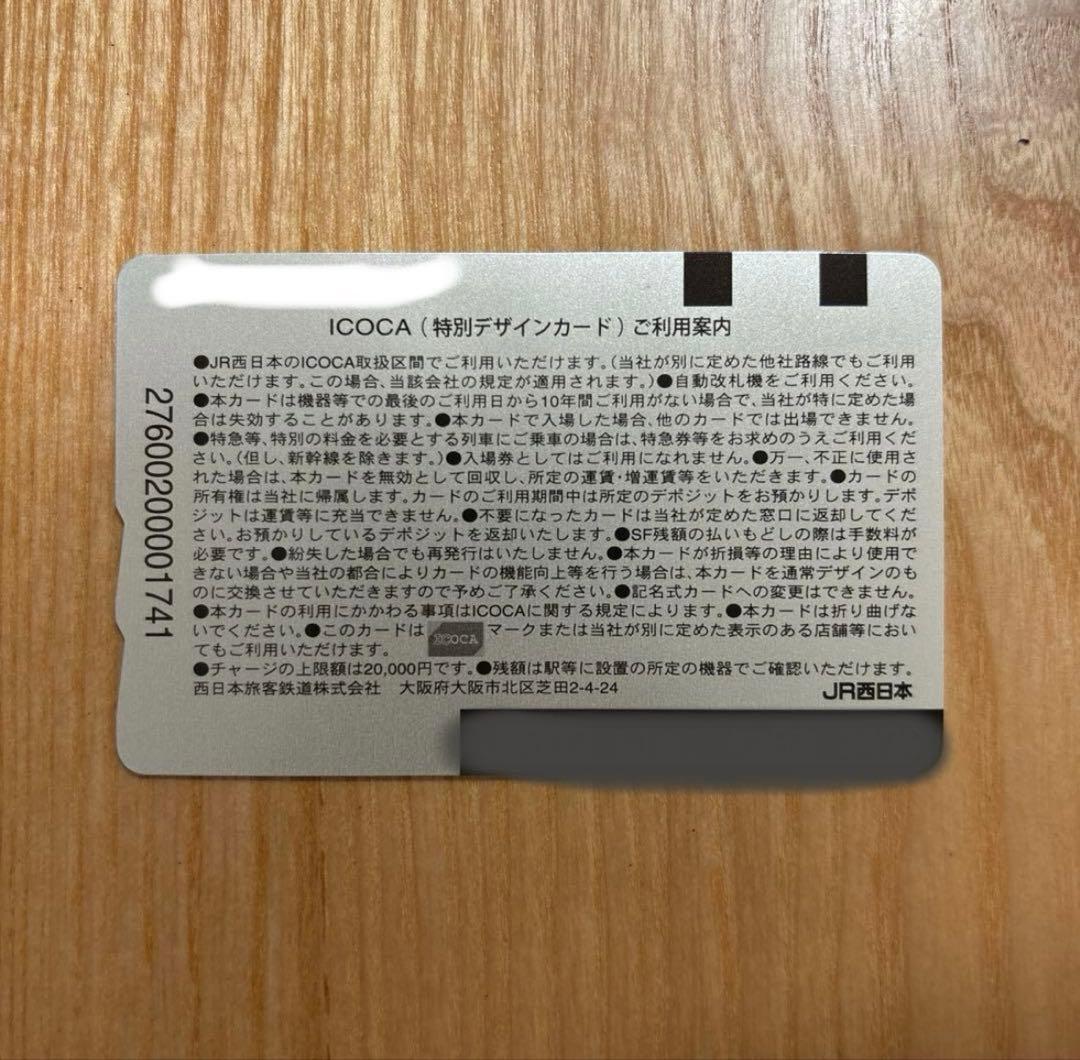 ICOCA（特別デザインカード）ご利用案内
●JR西日本のICOCA取扱区間でご利用いただけます。（当社が別に定めた他社路線でもご利用
いただけます。この場合、当該会社の規定が適用されます。）●自動改札機をご利用ください。
●本カードは機器等での最後のご利用日から10年間ご利用がない場合で、当社が特に定めた場
合は失効することがあります。●本カードで入場した場合、他のカードでは出場できません。
●特急等、特別の料金を必要とする列車にご乗車の場合は、特急券等をお求めのうえご利用くだ
さい。（但し、新幹線を除きます。）●入場券としてはご利用になれません。●万一、不正に使用さ
れた場合は、本カードを無効として回収し、所定の運賃・増運賃等をいただきます。●カードの
所有権は当社に帰属します。カードのご利用期間中は所定のデポジットをお預かりします。デポ
ジットは運賃等に充当できません。●不要になったカードは当社が定めた窓口に返却してくだ
さい。お預かりしているデポジットを返却いたします。●SF残額の払いもどしの際は手数料が
必要です。●紛失した場合でも再発行はいたしません。●本カードが折損等の理由により使用で
きない場合や当社の都合によりカードの機能向上等を行う場合は、本カードを通常デザインのも
のに交換させていただきますので予めご了承ください。●記名式カードへの変更はできません。
●本カードの利用にかかわる事項はICOCAに関する規定によります。●本カードは折り曲げな
いでください。●このカードは ICOCA マークまたは当社が別に定めた表示のある店舗等におい
てもご利用いただけます。
●チャージの上限額は20,000円です。●残額は駅等に設置の所定の機器でご確認いただけます。
西日本旅客鉄道株式会社　大阪府大阪市北区芝田2-4-24
JR西日本
27600200001741